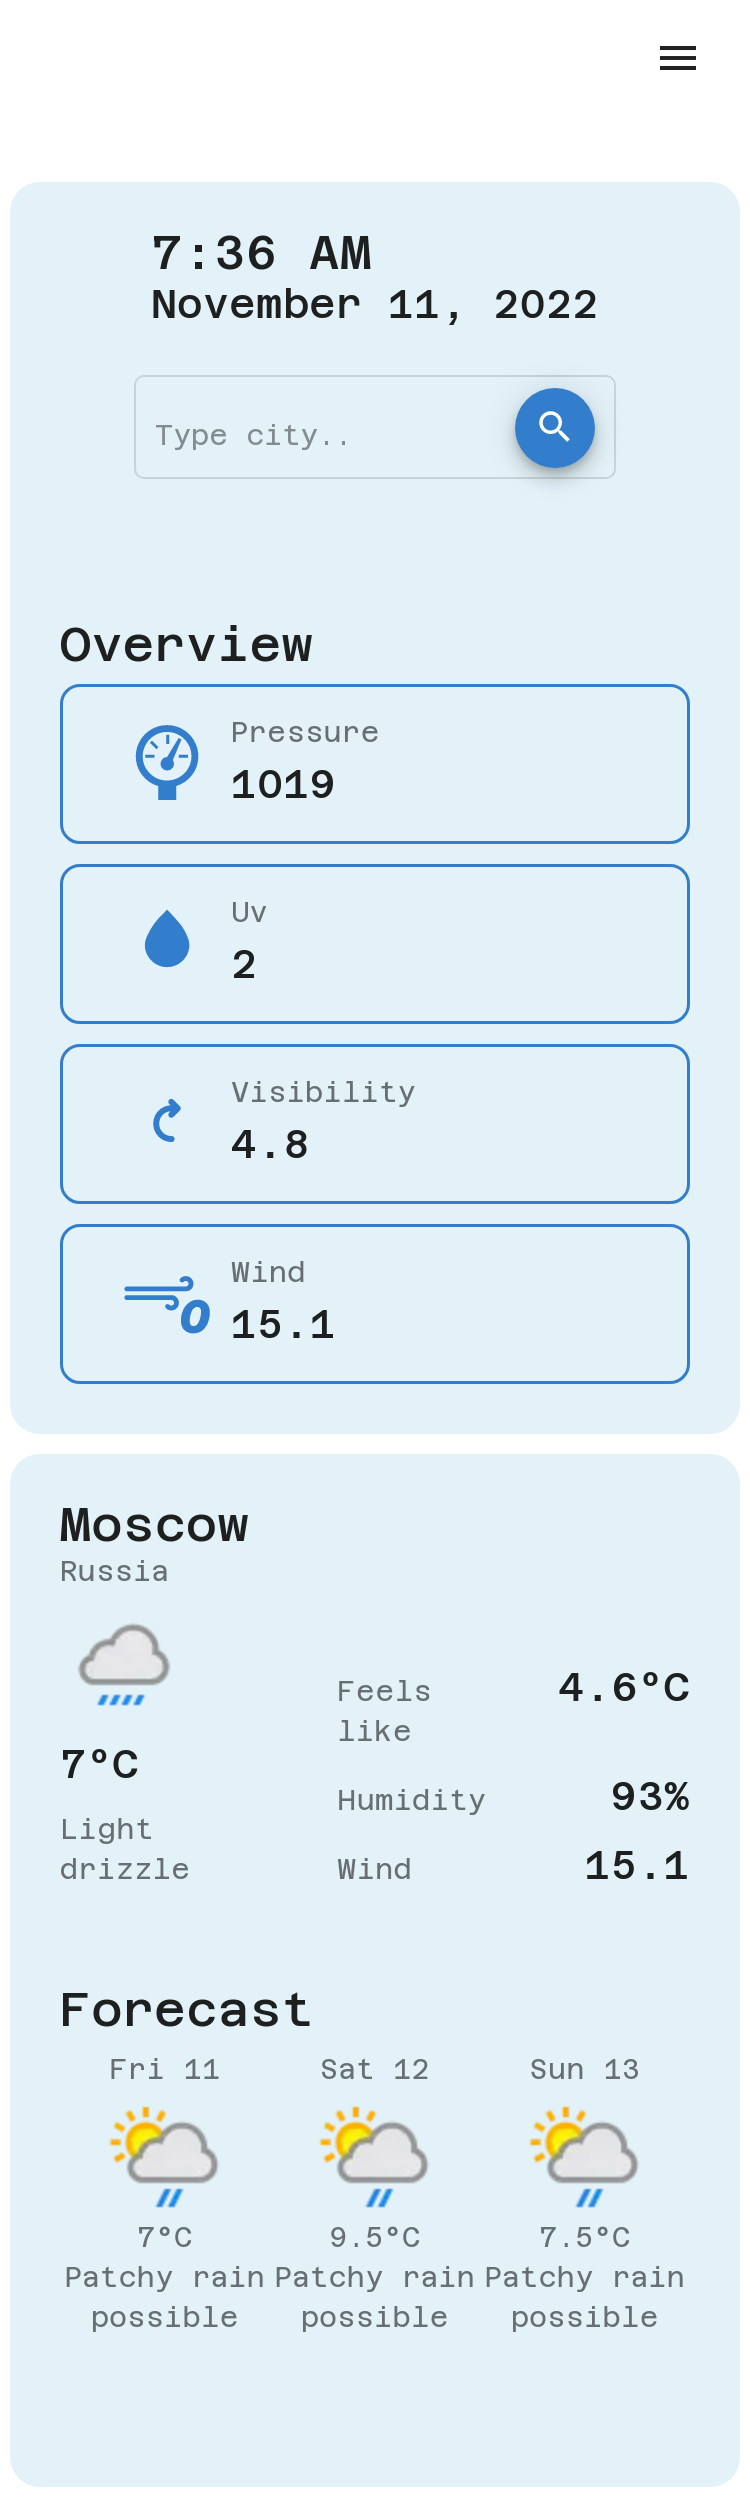 7:36 AM
November 11, 2022
Type city..
Overview
Pressure
1019
Uv
2
Visibility
4.8
Wind
0
15.1
Moscow
Russia
7°C
Light
drizzle
Feels
like
4.6°C
Humidity
93%
Wind
15.1
Forecast
Fri 11
7°C
Patchy rain
possible
Sat 12
9.5°C
Patchy rain
possible
Sun 13
7.5°C
Patchy rain
possible